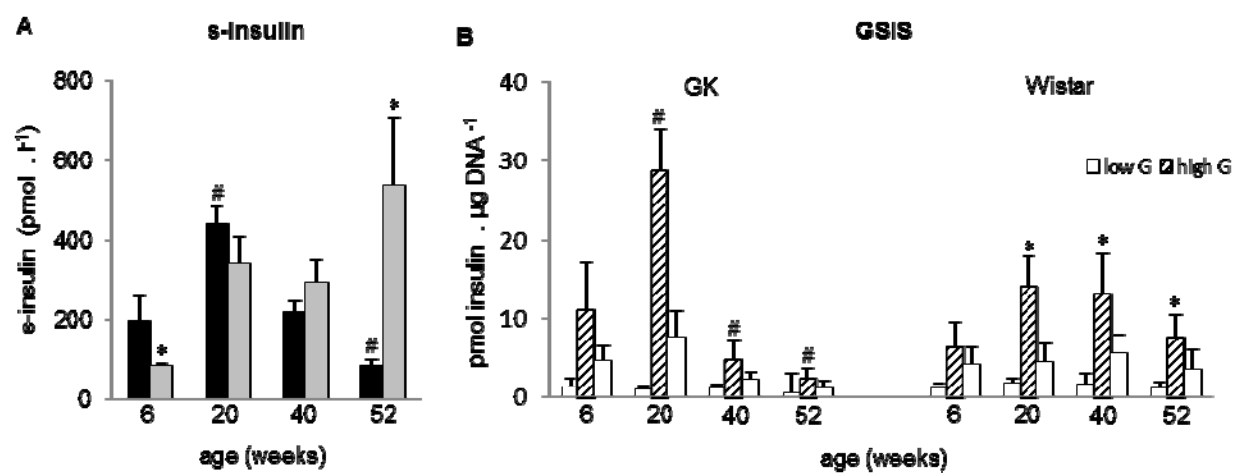 A
s-insulin
s-insulin (pmol . l-1)
800
600
400
200
0
*
#
#
*
6
20
40
52
age (weeks)
B
GSIS
GK
Wistar
pmol insulin . µg DNA -1
40
30
20
10
0
#
#
#
*
*
*
low G
high G
6
20
40
52
6
20
40
52
age (weeks)